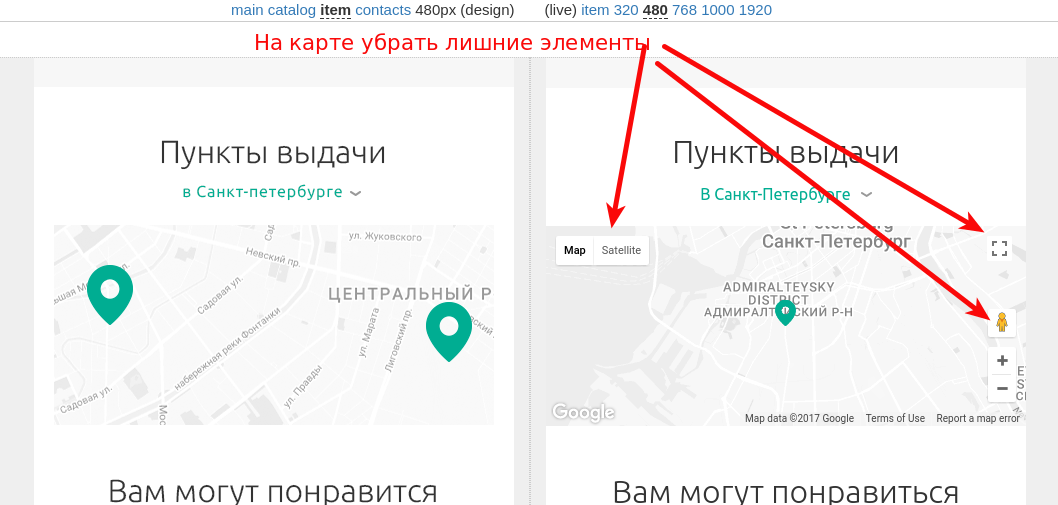 main catalog item contacts 480px (design) (live) item 320 480 768 1000 1920
На карте убрать лишние элементы
Пункты выдачи
в Санкт-петербурге
ул. Жуковского
Невский пр.
Садовая ул.
ЦЕНТРАЛЬНЫЙ Р
ул. Марата
Лиговский пр.
набережная реки Фонтанки
ул. Правды
Садовая ул.
Мос
Вам могут понравится
Пункты выдачи
В Санкт-Петербурге
St Petersburg
Санкт-Петербург
Map Satellite
ADMIRALTEYSKY
DISTRICT
АДМИРАЛТЕЙСКИЙ Р-Н
Google
Map data ©2017 Google Terms of Use Report a map error
Вам могут понравиться